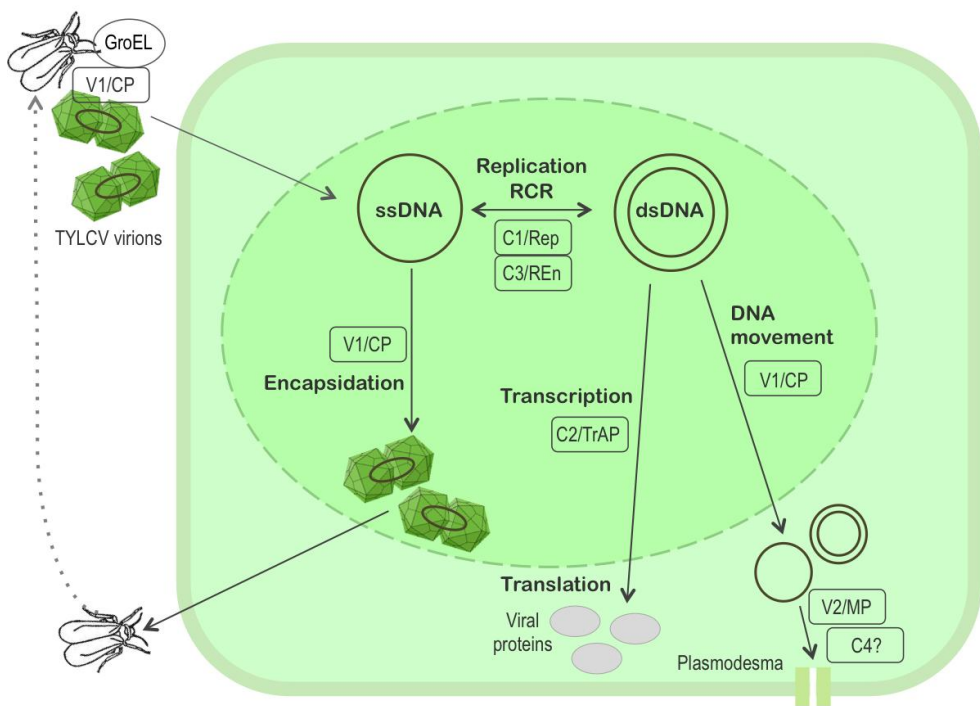 GroEL
V1/CP
TYLCV virions
ssDNA
Replication
RCR
C1/Rep
C3/REn
dsDNA
V1/CP
Encapsidation
Transcription
C2/TrAP
DNA
movement
V1/CP
Translation
Viral
proteins
V2/MP
C4?
Plasmodesma